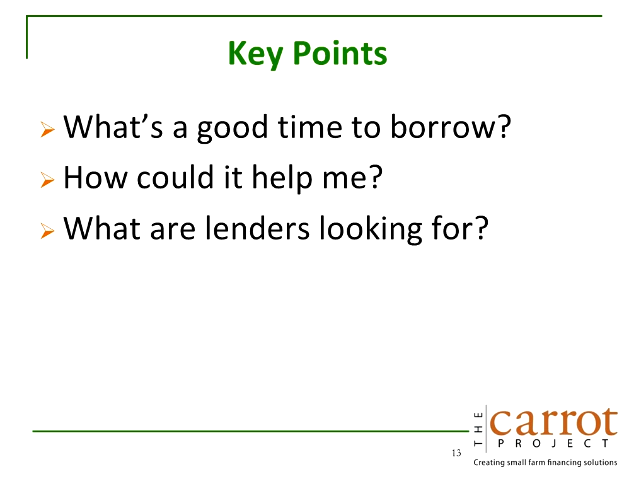 Key Points
What's a good time to borrow?
How could it help me?
What are lenders looking for?
THE
carrot
PROJECT
13
Creating small farm financing solutions